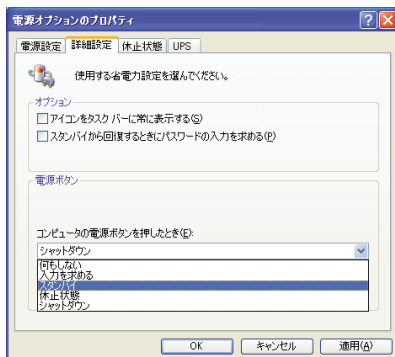 電源オプションのプロパティ
電源設定 詳細設定 休止状態 UPS
使用する省電力設定を選んでください。
オプション
アイコンをタスク バーに常に表示する(S)
スタンバイから回復するときにパスワードの入力を求める(P)
電源ボタン
コンピュータの電源ボタンを押したとき(E):
シャットダウン
何もしない
入力を求める
スタンバイ
休止状態
シャットダウン
OK キャンセル 適用(A)